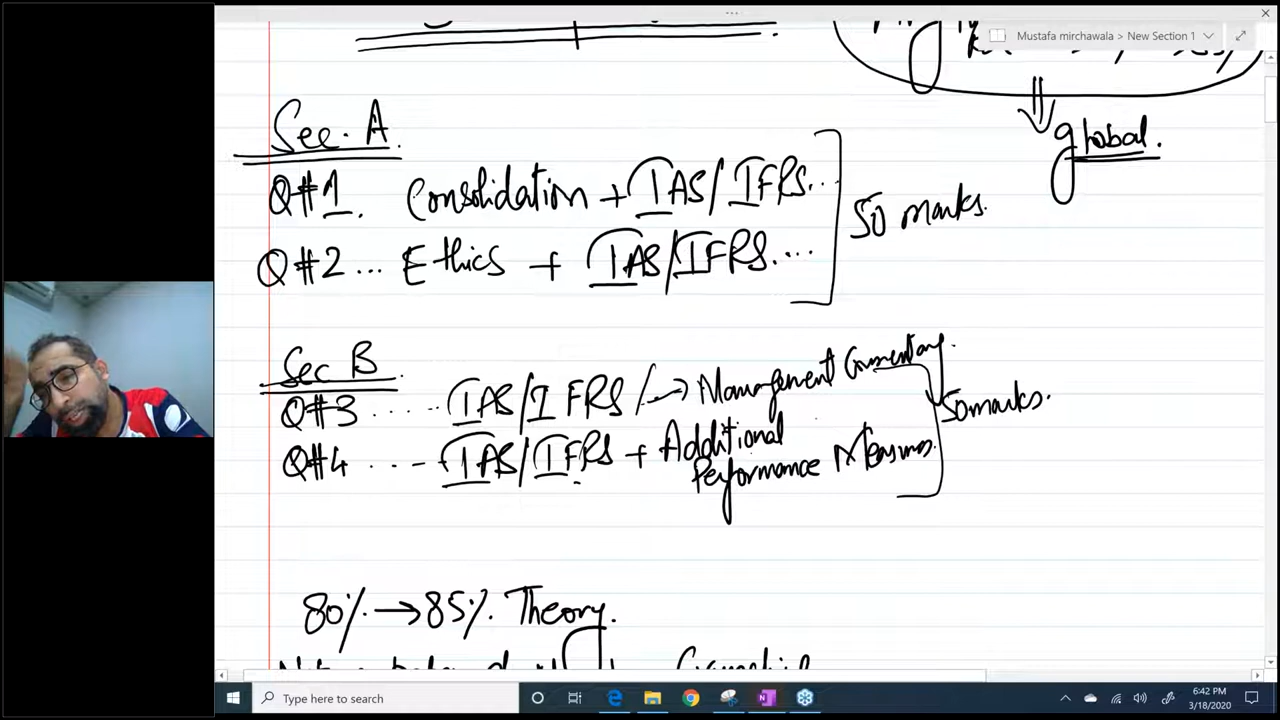 Mustafa mirchawala > New Section 1
global.
Sec. A
Q#1. Consolidation + IAS/IFRS...
Q#2... Ethics + IAS/IFRS....
50 marks.
Sec B
Q#3 ...... IAS/IFRS / → Management Commentary.
Q#4 ..... IAS/IFRS + Additional
Performance Measures.
50 marks.
80% → 85% Theory.
Type here to search
6:42 PM
3/18/2020